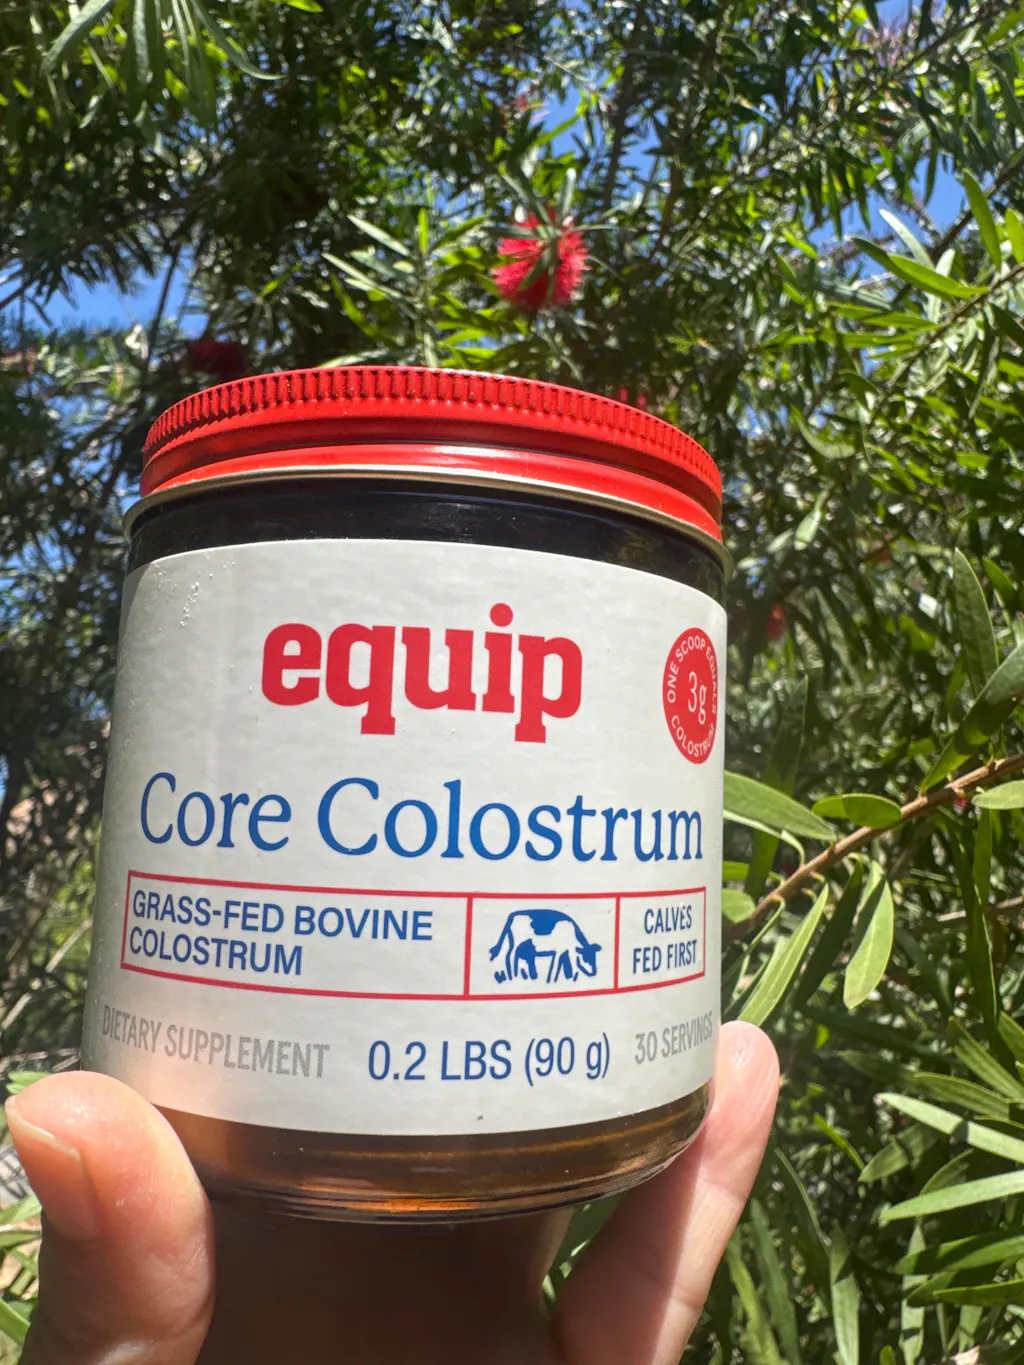 equip
ONE SCOOP EQUALS
3g
COLOSTRUM
Core Colostrum
GRASS-FED BOVINE
COLOSTRUM
CALVES
FED FIRST
DIETARY SUPPLEMENT
0.2 LBS (90 g)
30 SERVINGS